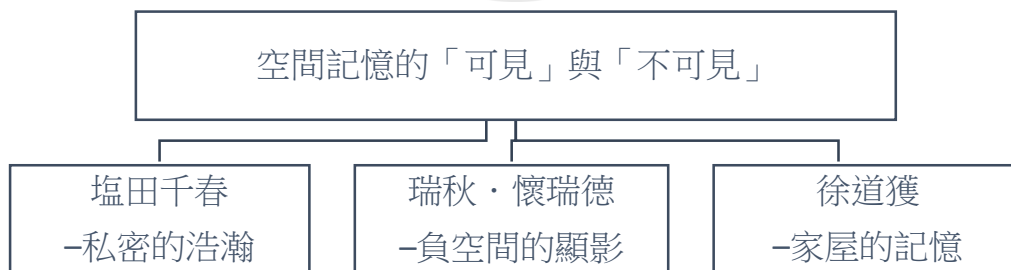 空間記憶的「可見」與「不可見」
塩田千春
–私密的浩瀚
瑞秋．懷瑞德
–負空間的顯影
徐道獲
–家屋的記憶